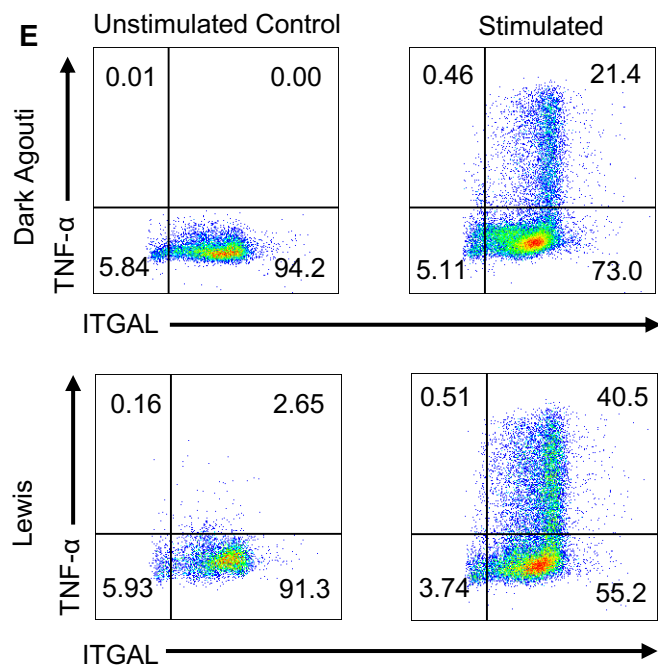 E
Unstimulated Control
Stimulated
Dark Agouti
TNF-α
0.01
0.00
5.84
94.2
0.46
21.4
5.11
73.0
ITGAL
Lewis
TNF-α
0.16
2.65
5.93
91.3
0.51
40.5
3.74
55.2
ITGAL